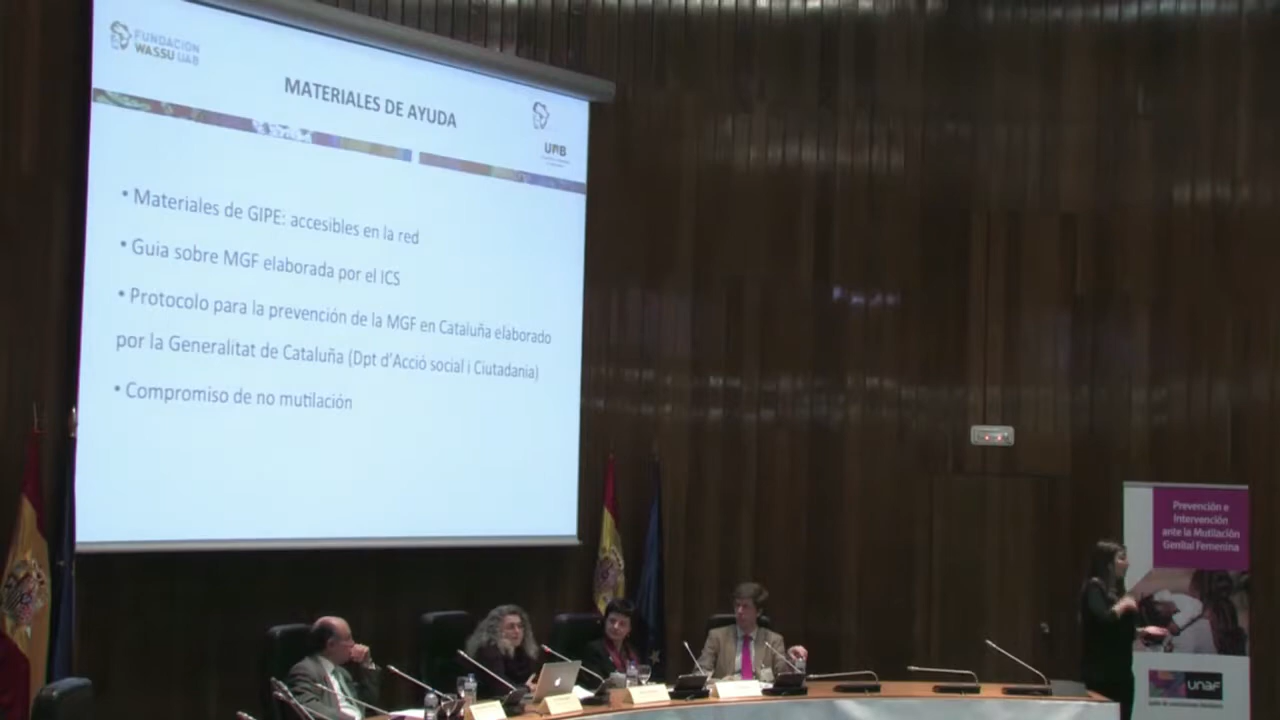 FUNDACIÓN
WASSU UAB
MATERIALES DE AYUDA
UAB
• Materiales de GIPE: accesibles en la red
• Guia sobre MGF elaborada por el ICS
• Protocolo para la prevención de la MGF en Cataluña elaborado
por la Generalitat de Cataluña (Dpt d'Acció social i Ciutadania)
• Compromiso de no mutilación
Prevención e
Intervención
ante la Mutilación
Genital Femenina
unaf